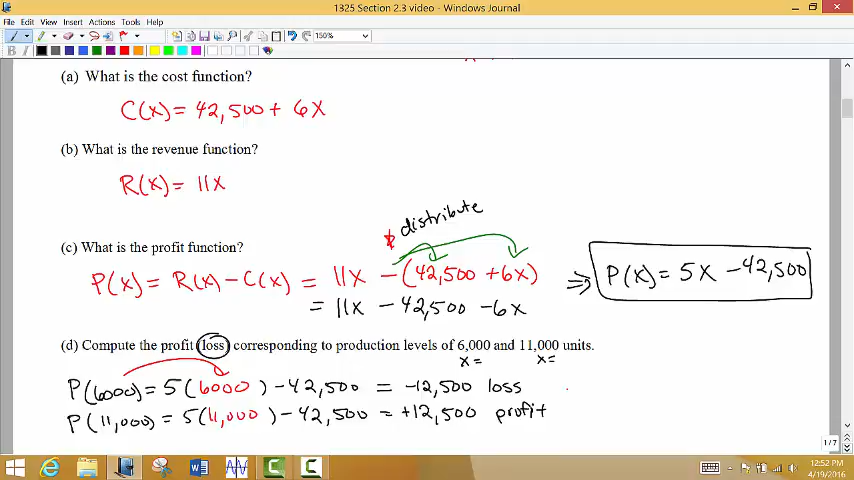 1325 Section 2.3 video - Windows Journal
File Edit View Insert Actions Tools Help
150%
B I
(a) What is the cost function?
C(x) = 42,500 + 6x
(b) What is the revenue function?
R(x) = 11x
distribute
(c) What is the profit function?
P(x) = R(x) - C(x) = 11x - (42,500 + 6x) ⇒ P(x) = 5x - 42,500
= 11x - 42,500 - 6x
(d) Compute the profit (loss) corresponding to production levels of 6,000 and 11,000 units.
x= x=
P(6000) = 5(6000) - 42,500 = -12,500 loss
P(11,000) = 5(11,000) - 42,500 = +12,500 profit
1/7
12:52 PM
4/19/2016